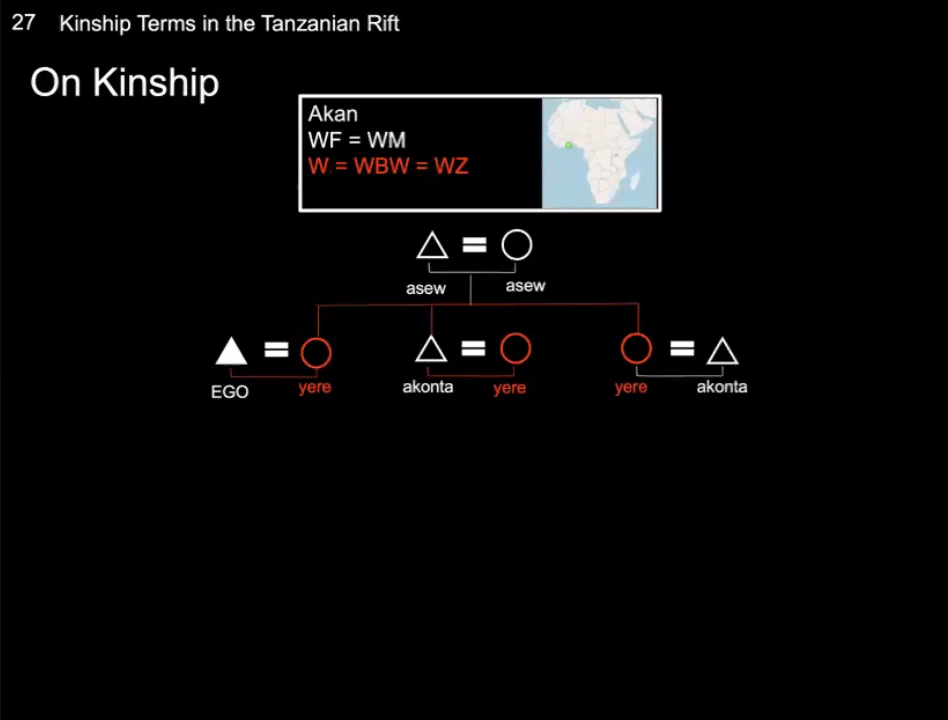 27 Kinship Terms in the Tanzanian Rift
On Kinship
Akan
WF = WM
W = WBW = WZ
asew asew
EGO yere akonta yere yere akonta